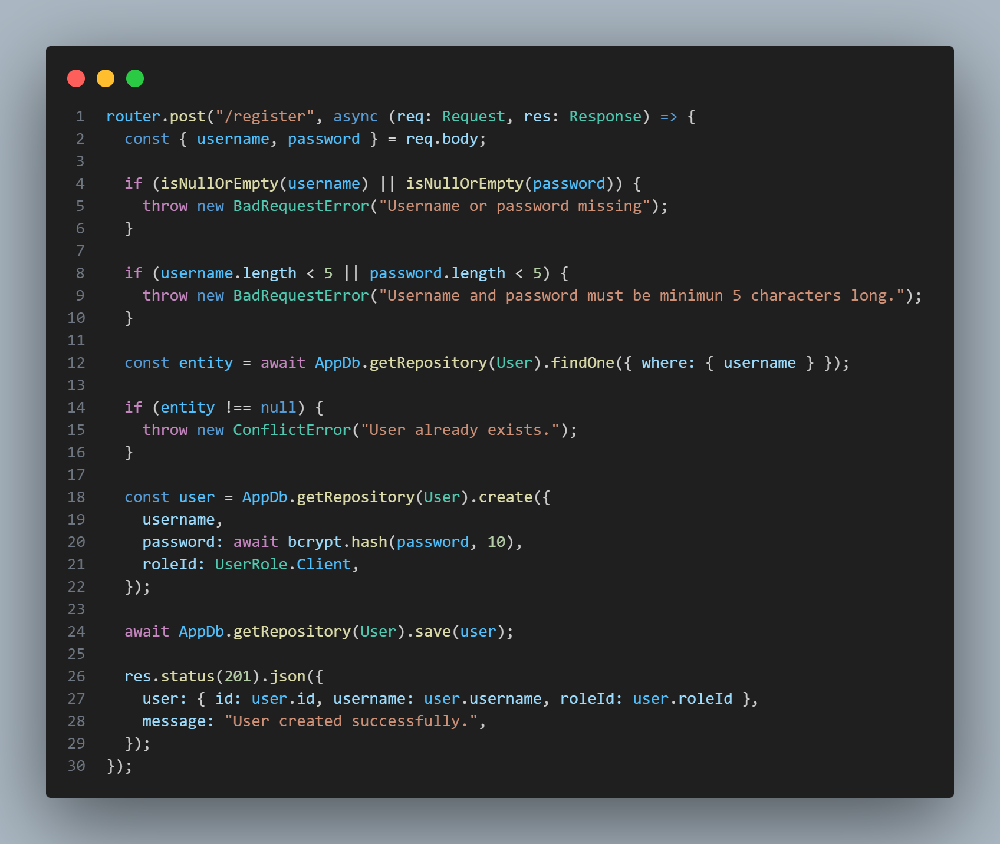 1 router.post("/register", async (req: Request, res: Response) => {
2   const { username, password } = req.body;
3
4   if (isNullOrEmpty(username) || isNullOrEmpty(password)) {
5     throw new BadRequestError("Username or password missing");
6   }
7
8   if (username.length < 5 || password.length < 5) {
9     throw new BadRequestError("Username and password must be minimun 5 characters long.");
10   }
11
12   const entity = await AppDb.getRepository(User).findOne({ where: { username } });
13
14   if (entity !== null) {
15     throw new ConflictError("User already exists.");
16   }
17
18   const user = AppDb.getRepository(User).create({
19     username,
20     password: await bcrypt.hash(password, 10),
21     roleId: UserRole.Client,
22   });
23
24   await AppDb.getRepository(User).save(user);
25
26   res.status(201).json({
27     user: { id: user.id, username: user.username, roleId: user.roleId },
28     message: "User created successfully.",
29   });
30 });